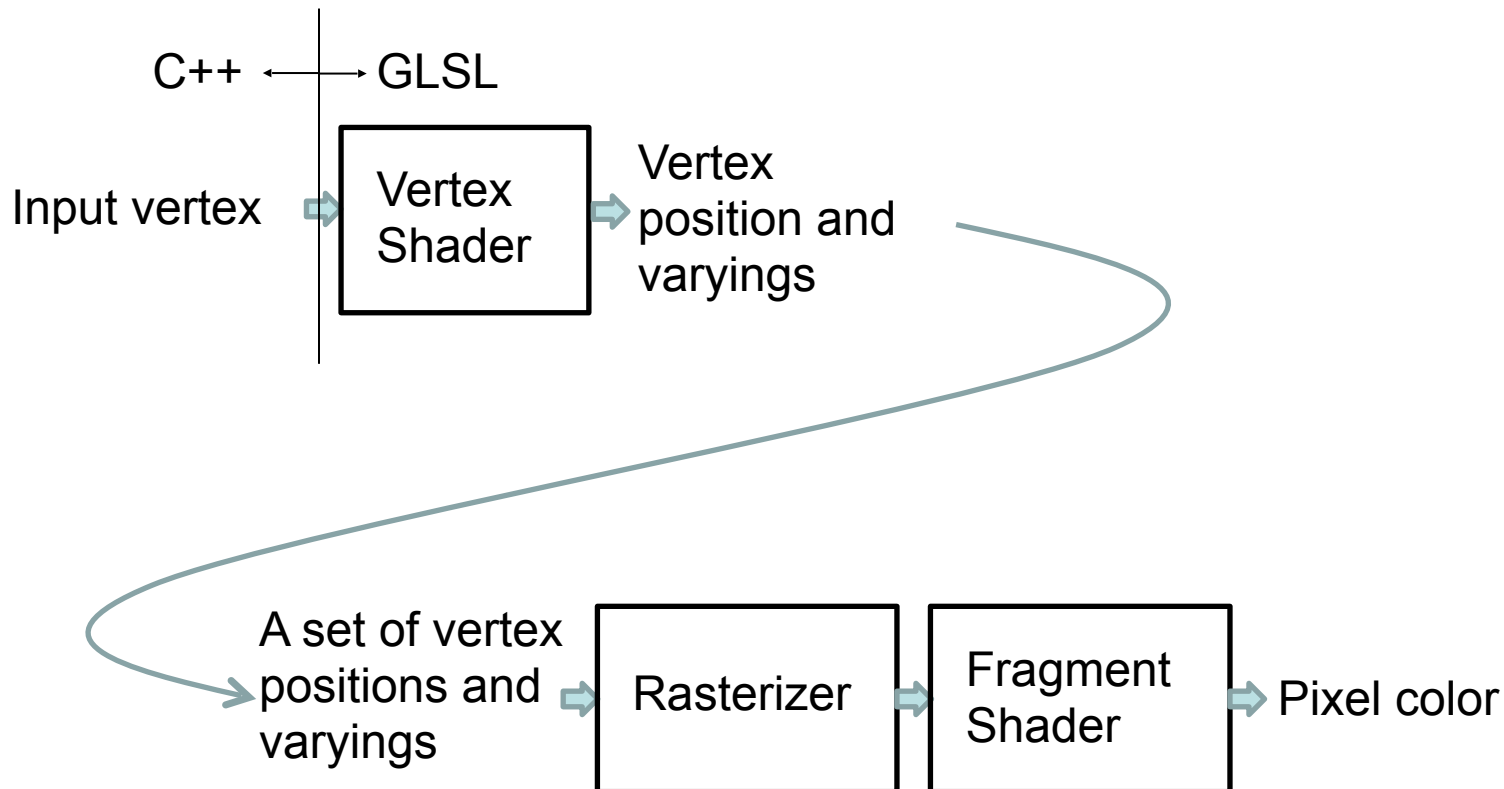 C++ GLSL
Input vertex
Vertex
Shader
Vertex
position and
varyings
A set of vertex
positions and
varyings
Rasterizer
Fragment
Shader
Pixel color